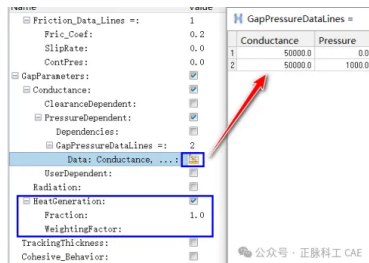 Name
Value
Friction_Data_Lines =: 1
Fric_Coef: 0.2
SlipRate: 0.0
ContPres: 0.0
GapParameters:
Conductance:
ClearanceDependent:
PressureDependent:
Dependencies:
GapPressureDataLines =: 2
Data: Conductance, ...:
UserDependent:
Radiation:
HeatGeneration:
Fraction: 1.0
WeightingFactor:
TrackingThickness:
Cohesive_Behavior:
GapPressureDataLines =
Conductance Pressure
1 50000.0 0.0
2 50000.0 1000.0
公众号 · 正脉科工 CAE